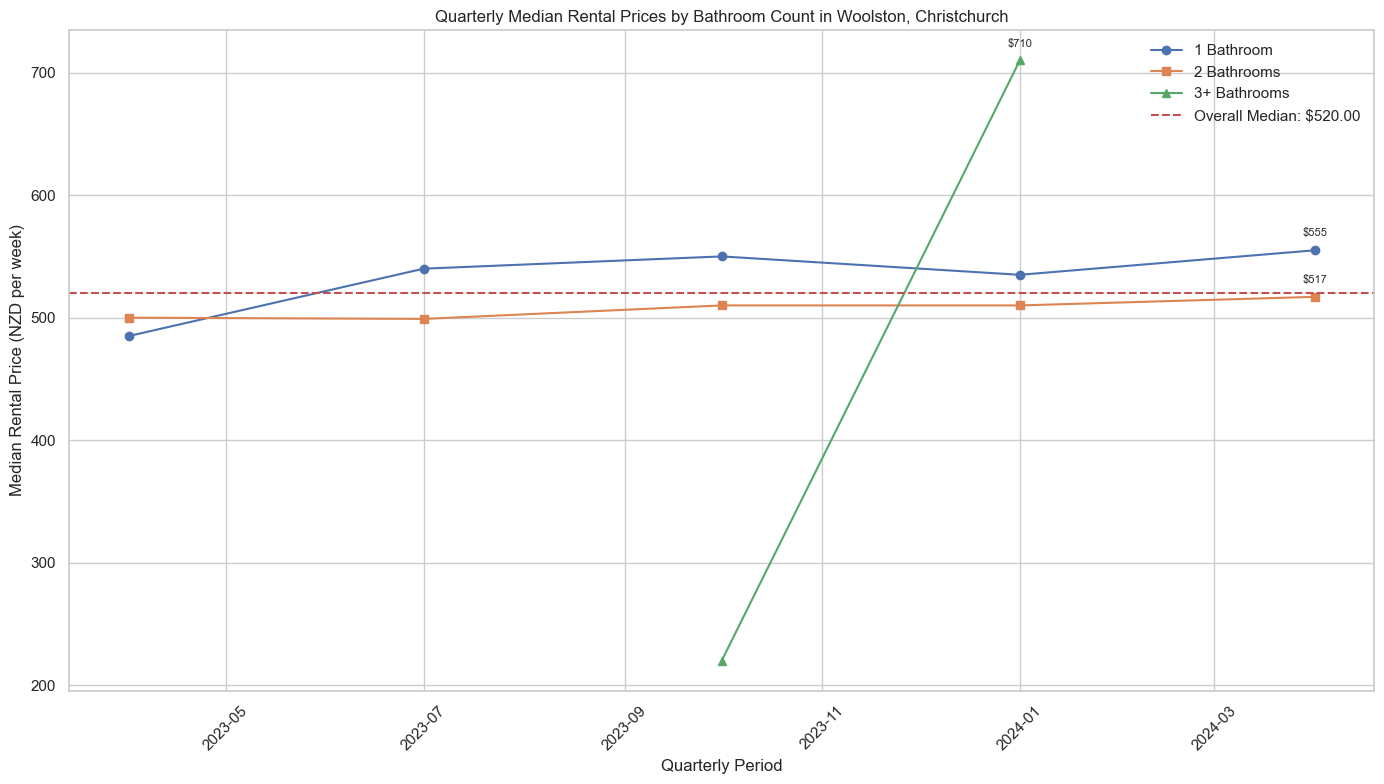 Quarterly Median Rental Prices by Bathroom Count in Woolston, Christchurch
$710
1 Bathroom
2 Bathrooms
3+ Bathrooms
Overall Median: $520.00
$555
$517
Median Rental Price (NZD per week)
700
600
500
400
300
200
2023-05
2023-07
2023-09
2023-11
2024-01
2024-03
Quarterly Period